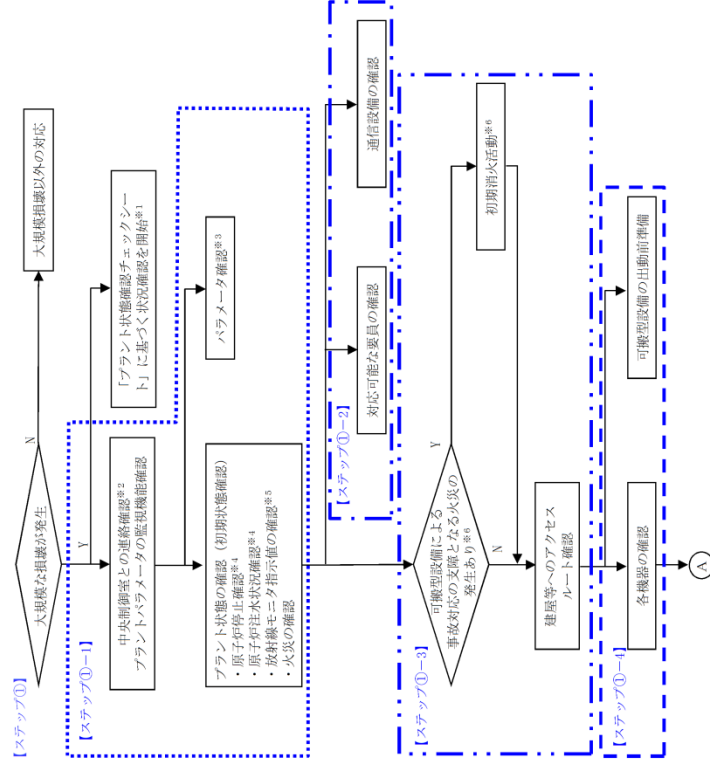 【ステップ①】
大規模な損壊が発生
N
大規模損壊以外の対応
Y
【ステップ①-1】
中央制御室との連絡確認※2
プラントパラメータの監視機能確認
「プラント状態確認チェックシー
ト」に基づく状況確認を開始※1
プラント状態の確認（初期状態確認）
・原子炉停止確認※4
・原子炉注水状況確認※4
・放射線モニタ指示値の確認※5
・火災の確認
パラメータ確認※3
【ステップ①-2】
対応可能な要員の確認
通信設備の確認
【ステップ①-3】
可搬型設備による
事故対応の支障となる火災の
発生あり※6
Y
初期消火活動※6
N
建屋等へのアクセス
ルート確認
【ステップ①-4】
各機器の確認
可搬型設備の出動前準備
A